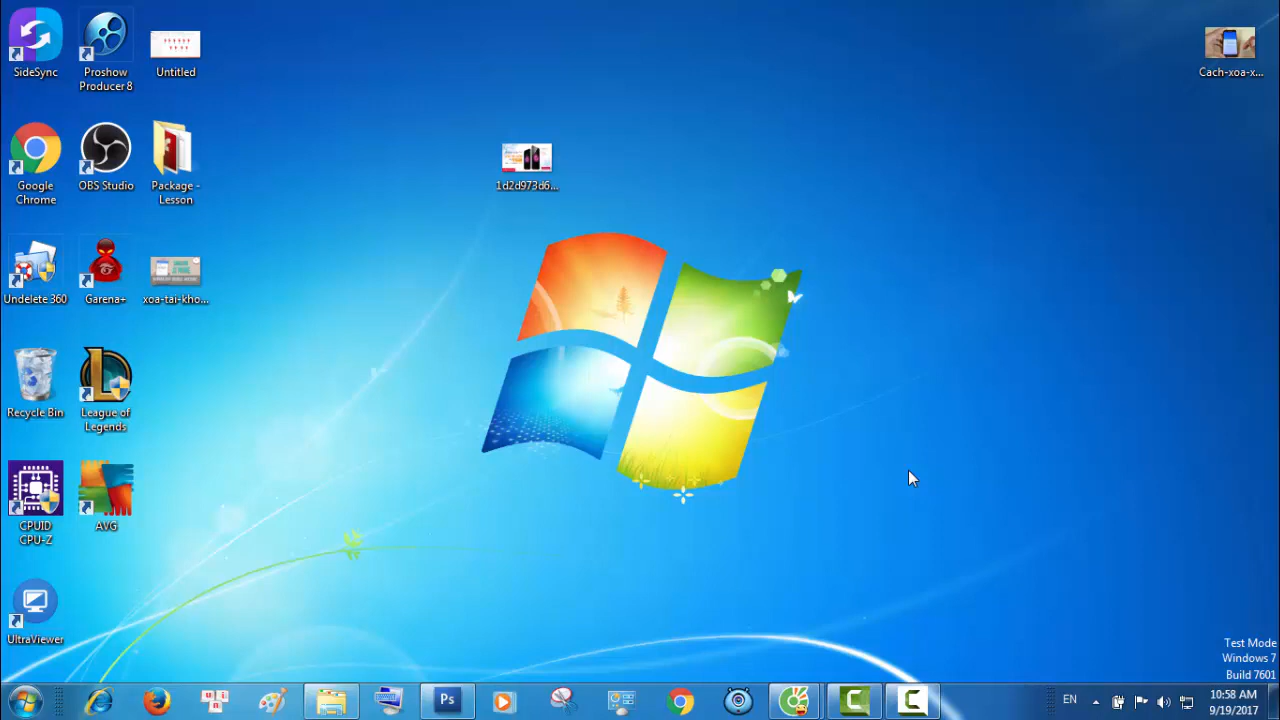 SideSync
Proshow
Producer 8
Untitled
Cach-xoa-x...
Google
Chrome
OBS Studio
Package -
Lesson
1d2d973d6...
Undelete 360
Garena+
xoa-tai-kho...
Recycle Bin
League of
Legends
CPUID
CPU-Z
AVG
UltraViewer
Test Mode
Windows 7
Build 7601
Ps
EN
10:58 AM
9/19/2017